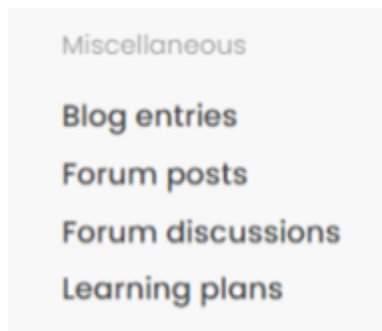 Miscellaneous
Blog entries
Forum posts
Forum discussions
Learning plans